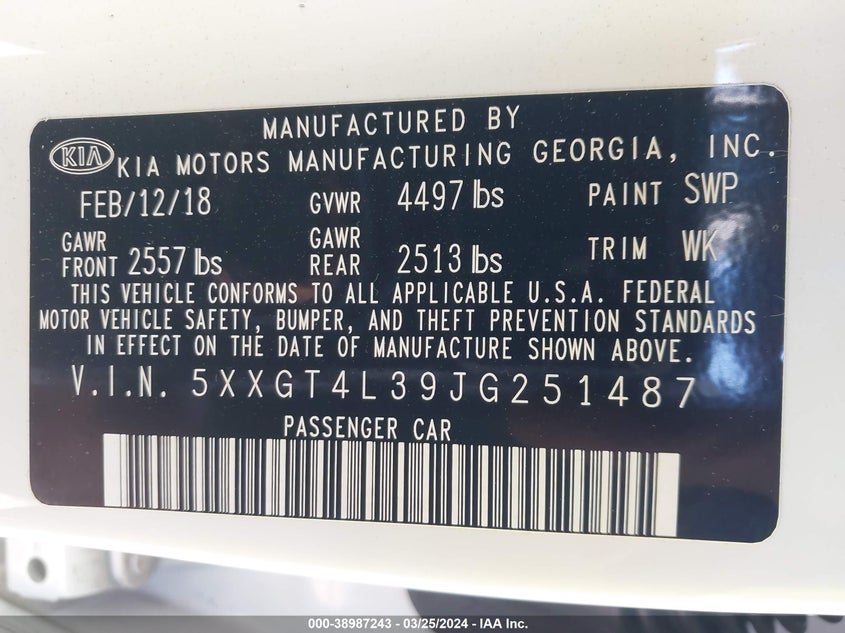 MANUFACTURED BY
KIA KIA MOTORS MANUFACTURING GEORGIA, INC.
FEB/12/18 GVWR 4497 lbs PAINT SWP
GAWR FRONT 2557 lbs GAWR REAR 2513 lbs TRIM WK
THIS VEHICLE CONFORMS TO ALL APPLICABLE U.S.A. FEDERAL
MOTOR VEHICLE SAFETY, BUMPER, AND THEFT PREVENTION STANDARDS
IN EFFECT ON THE DATE OF MANUFACTURE SHOWN ABOVE.
V.I.N. 5XXGT4L39JG251487
PASSENGER CAR
000-38987243 - 03/25/2024 - IAA Inc.